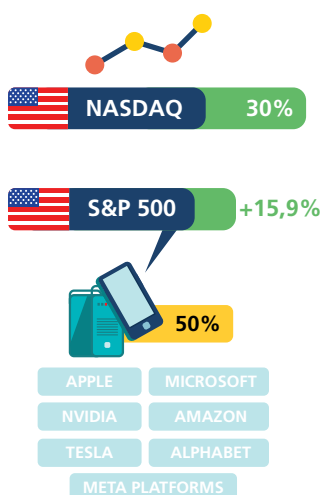 NASDAQ 30%
S&P 500 +15,9%
50%
APPLE MICROSOFT
NVIDIA AMAZON
TESLA ALPHABET
META PLATFORMS